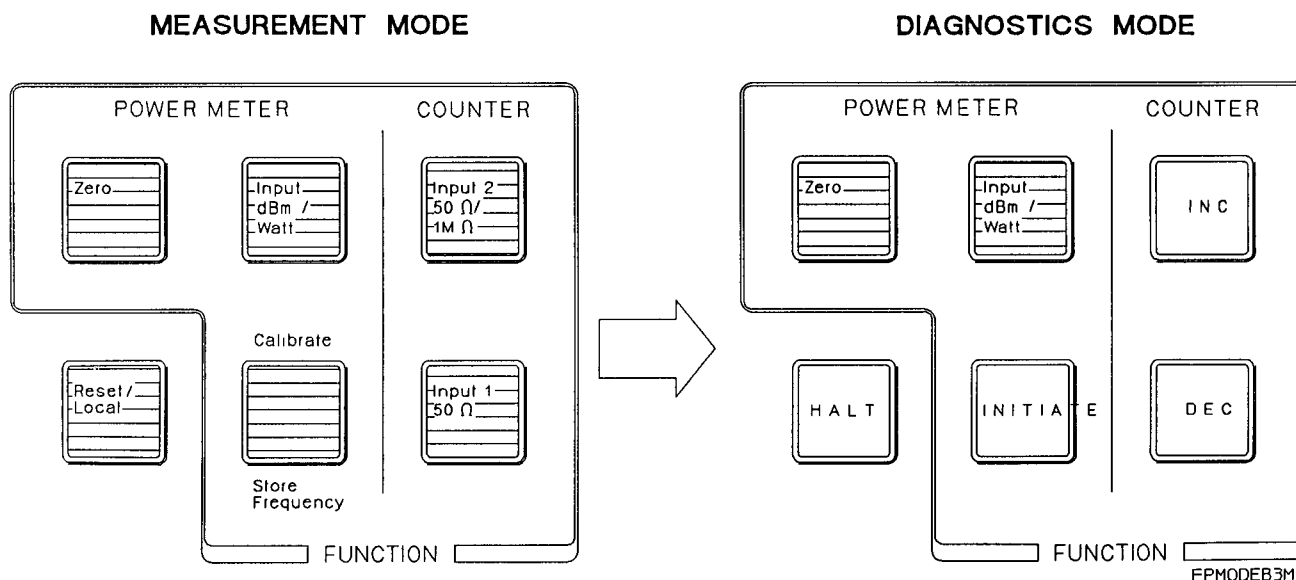 MEASUREMENT MODE
POWER METER
COUNTER
Zero
Input
dBm /
Watt
Input 2
50 Ω/
1M Ω
Reset/
Local
Calibrate
Store
Frequency
Input 1
50 Ω
FUNCTION
DIAGNOSTICS MODE
POWER METER
COUNTER
Zero
Input
dBm /
Watt
INC
HALT
INITIATE
DEC
FUNCTION
FPMODEB3M